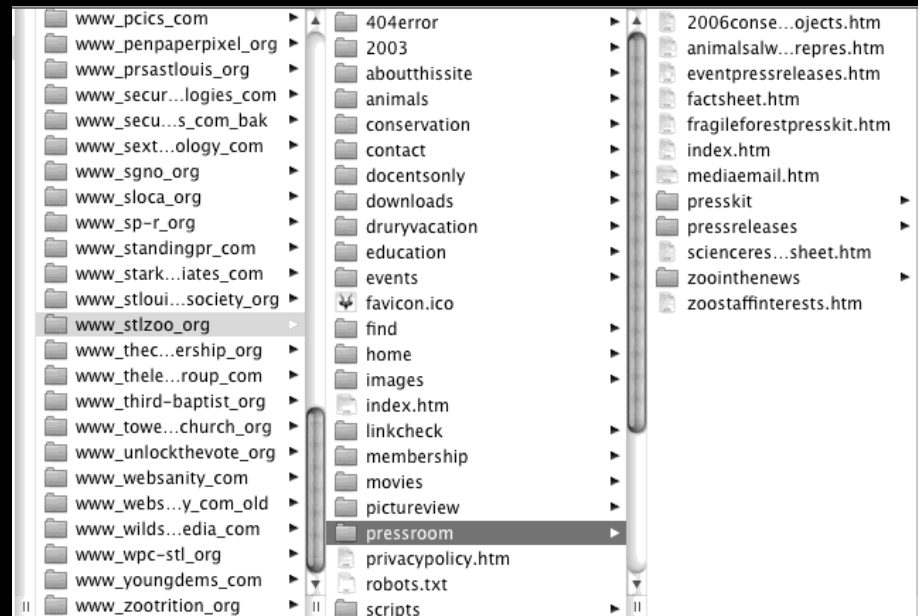 www_pcics_com
www_penpaperpixel_org
www_prsastlouis_org
www_secur...logies_com
www_secu...s_com_bak
www_sext...ology_com
www_sgno_org
www_sloca_org
www_sp-r_org
www_standingpr_com
www_stark...iates_com
www_stloui...society_org
www_stlzoo_org
www_thec...ership_org
www_thele...roup_com
www_third-baptist_org
www_towe...church_org
www_unlockthevote_org
www_websanity_com
www_webs...y_com_old
www_wilds...edia_com
www_wpc-stl_org
www_youngdems_com
www_zootrition_org
404error
2003
aboutthissite
animals
conservation
contact
docentsonly
downloads
druryvacation
education
events
favicon.ico
find
home
images
index.htm
linkcheck
membership
movies
pictureview
pressroom
privacypolicy.htm
robots.txt
scripts
2006conse...ojects.htm
animalsalw...repres.htm
eventpressreleases.htm
factsheet.htm
fragileforestpresskit.htm
index.htm
mediaemail.htm
presskit
pressreleases
scienceres...sheet.htm
zoointhenews
zoostaffinterests.htm